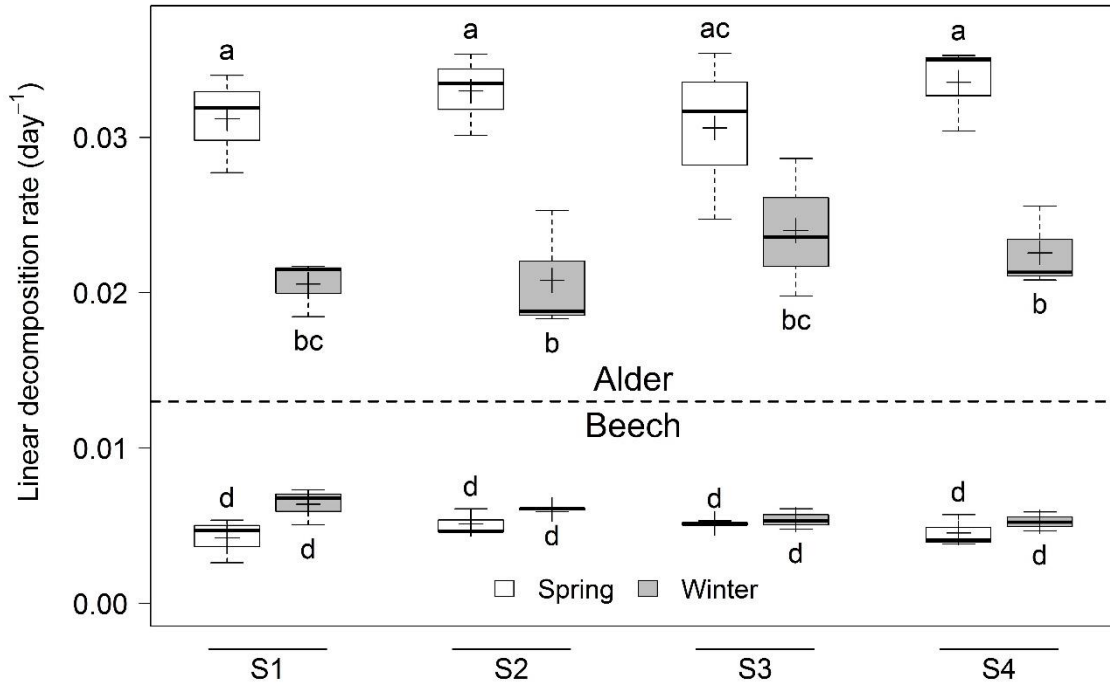 Linear decomposition rate (day⁻¹)
a a ac a
0.03
0.02
bc b bc b
Alder
Beech
0.01
d d d d
d d d d
Spring Winter
0.00
S1 S2 S3 S4